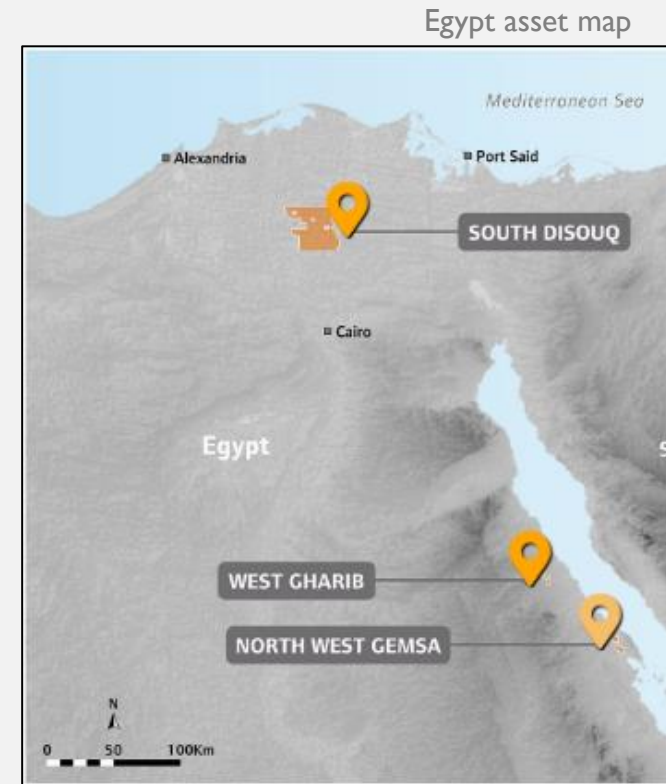 Egypt asset map
Mediterranean Sea
Alexandria
Port Said
SOUTH DISOUQ
Cairo
Egypt
S
WEST GHARIB
NORTH WEST GEMSA
N
0 50 100Km